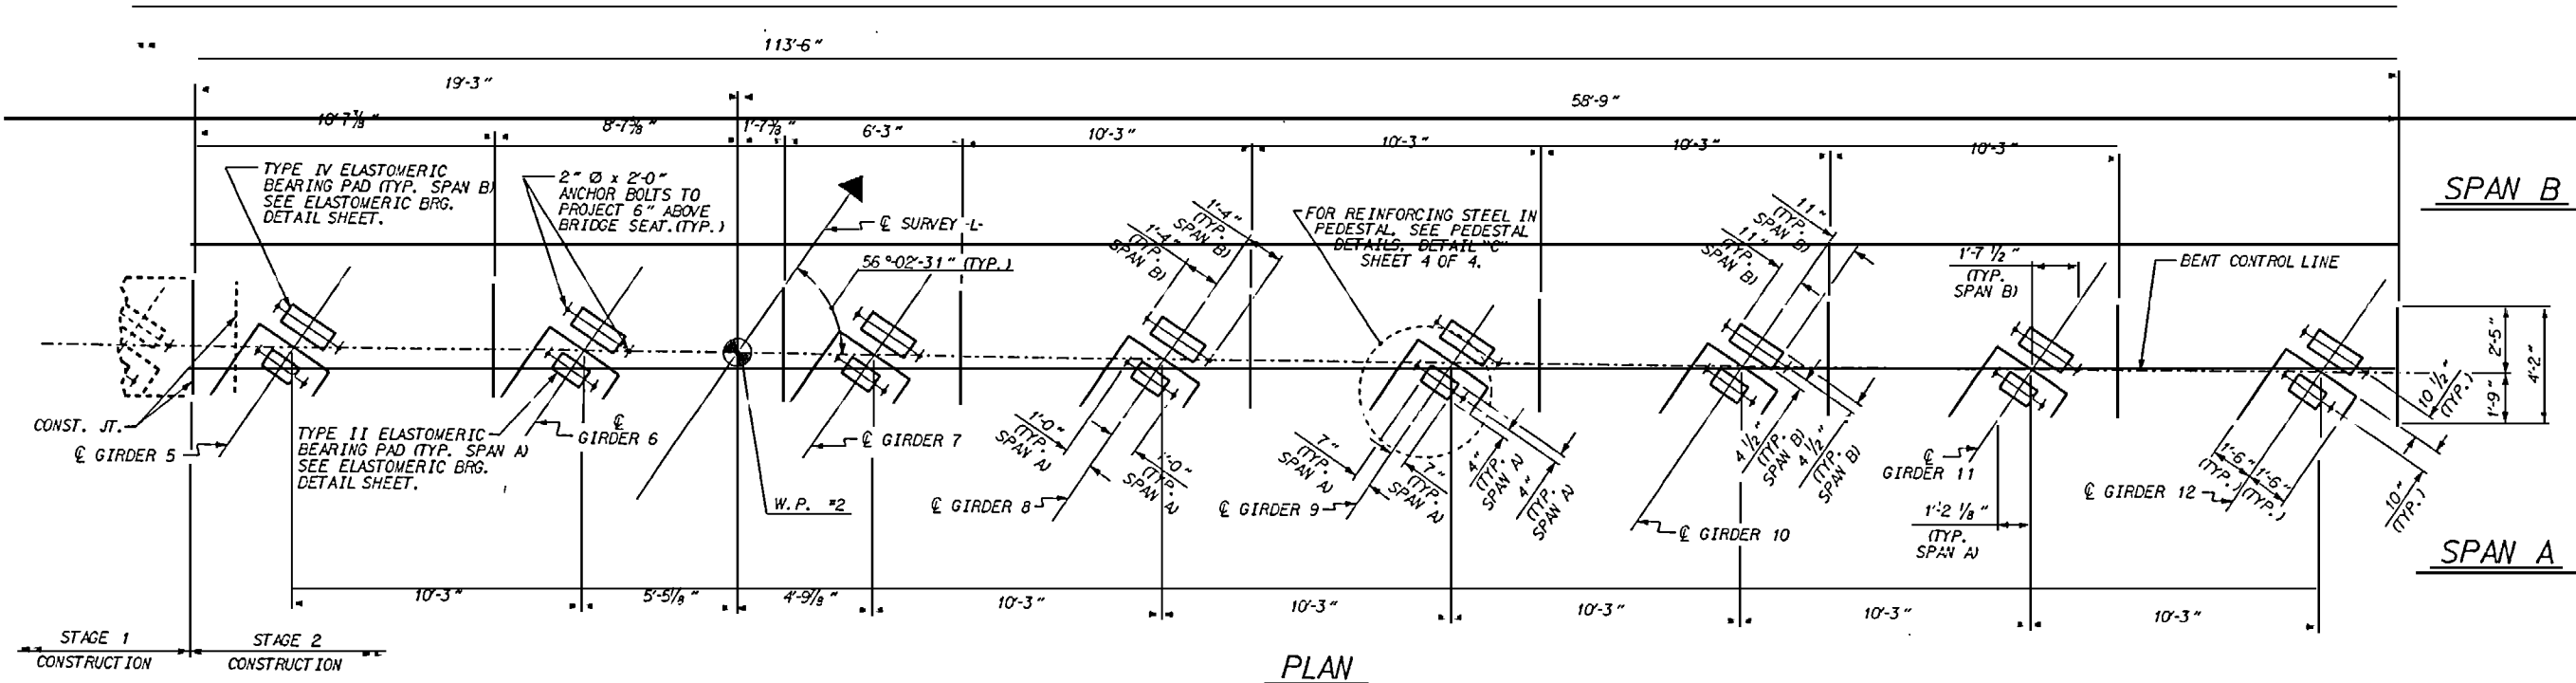 113'-6"
19'-3"
58'-9"
10'-7 7/8"
8'-7 3/8"
1'-7 3/8"
6'-3"
10'-3"
10'-3"
10'-3"
10'-3"
TYPE IV ELASTOMERIC
BEARING PAD (TYP. SPAN B)
SEE ELASTOMERIC BRG.
DETAIL SHEET.
2" Ø x 2'-0"
ANCHOR BOLTS TO
PROJECT 6" ABOVE
BRIDGE SEAT.(TYP.)
℄ SURVEY -L-
56°-02'-31" (TYP.)
1'-4"
(TYP.
SPAN B)
1'-4"
(TYP.
SPAN B)
FOR REINFORCING STEEL IN
PEDESTAL, SEE PEDESTAL
DETAILS, DETAIL "C"
SHEET 4 OF 4.
11"
(TYP.
SPAN B)
11"
(TYP.
SPAN B)
1'-7 1/2"
(TYP.
SPAN B)
BENT CONTROL LINE
SPAN B
2'-5"
4'-2"
1'-9"
10 1/2"
(TYP.)
CONST. JT.
℄ GIRDER 5
TYPE II ELASTOMERIC
BEARING PAD (TYP. SPAN A)
SEE ELASTOMERIC BRG.
DETAIL SHEET.
℄
GIRDER 6
℄ GIRDER 7
W.P. #2
1'-0"
(TYP.
SPAN A)
1'-0"
(TYP.
SPAN A)
℄ GIRDER 8
7"
(TYP.
SPAN A)
7"
(TYP.
SPAN A)
4"
(TYP.
SPAN A)
4"
(TYP.
SPAN A)
℄ GIRDER 9
4 1/2"
(TYP.
SPAN B)
4 1/2"
(TYP.
SPAN B)
℄ GIRDER 10
℄
GIRDER 11
1'-2 1/8"
(TYP.
SPAN A)
℄ GIRDER 12
1'-6"
(TYP.)
1'-6"
(TYP.)
10"
(TYP.)
SPAN A
10'-3"
5'-5 1/8"
4'-9 7/8"
10'-3"
10'-3"
10'-3"
10'-3"
10'-3"
STAGE 1
CONSTRUCTION
STAGE 2
CONSTRUCTION
PLAN